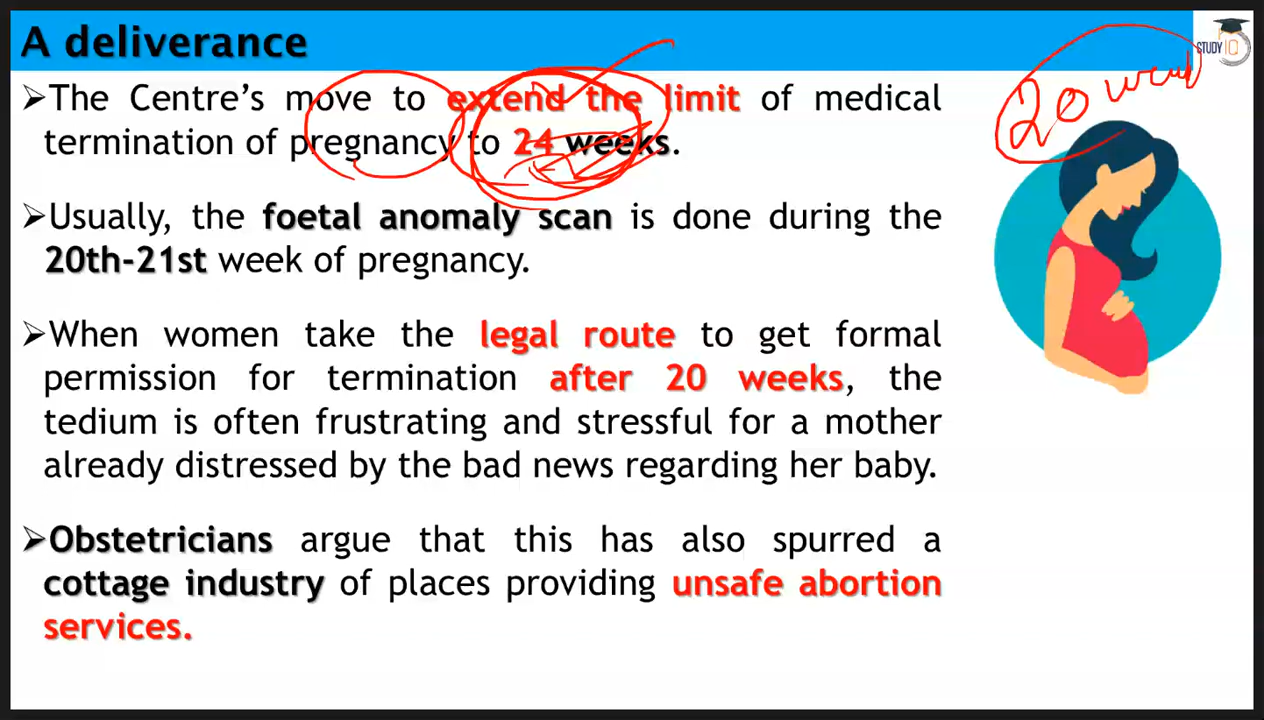 A deliverance
STUDY IQ
20 week
➢The Centre's move to extend the limit of medical
termination of pregnancy to 24 weeks.
➢Usually, the foetal anomaly scan is done during the
20th-21st week of pregnancy.
➢When women take the legal route to get formal
permission for termination after 20 weeks, the
tedium is often frustrating and stressful for a mother
already distressed by the bad news regarding her baby.
➢Obstetricians argue that this has also spurred a
cottage industry of places providing unsafe abortion
services.